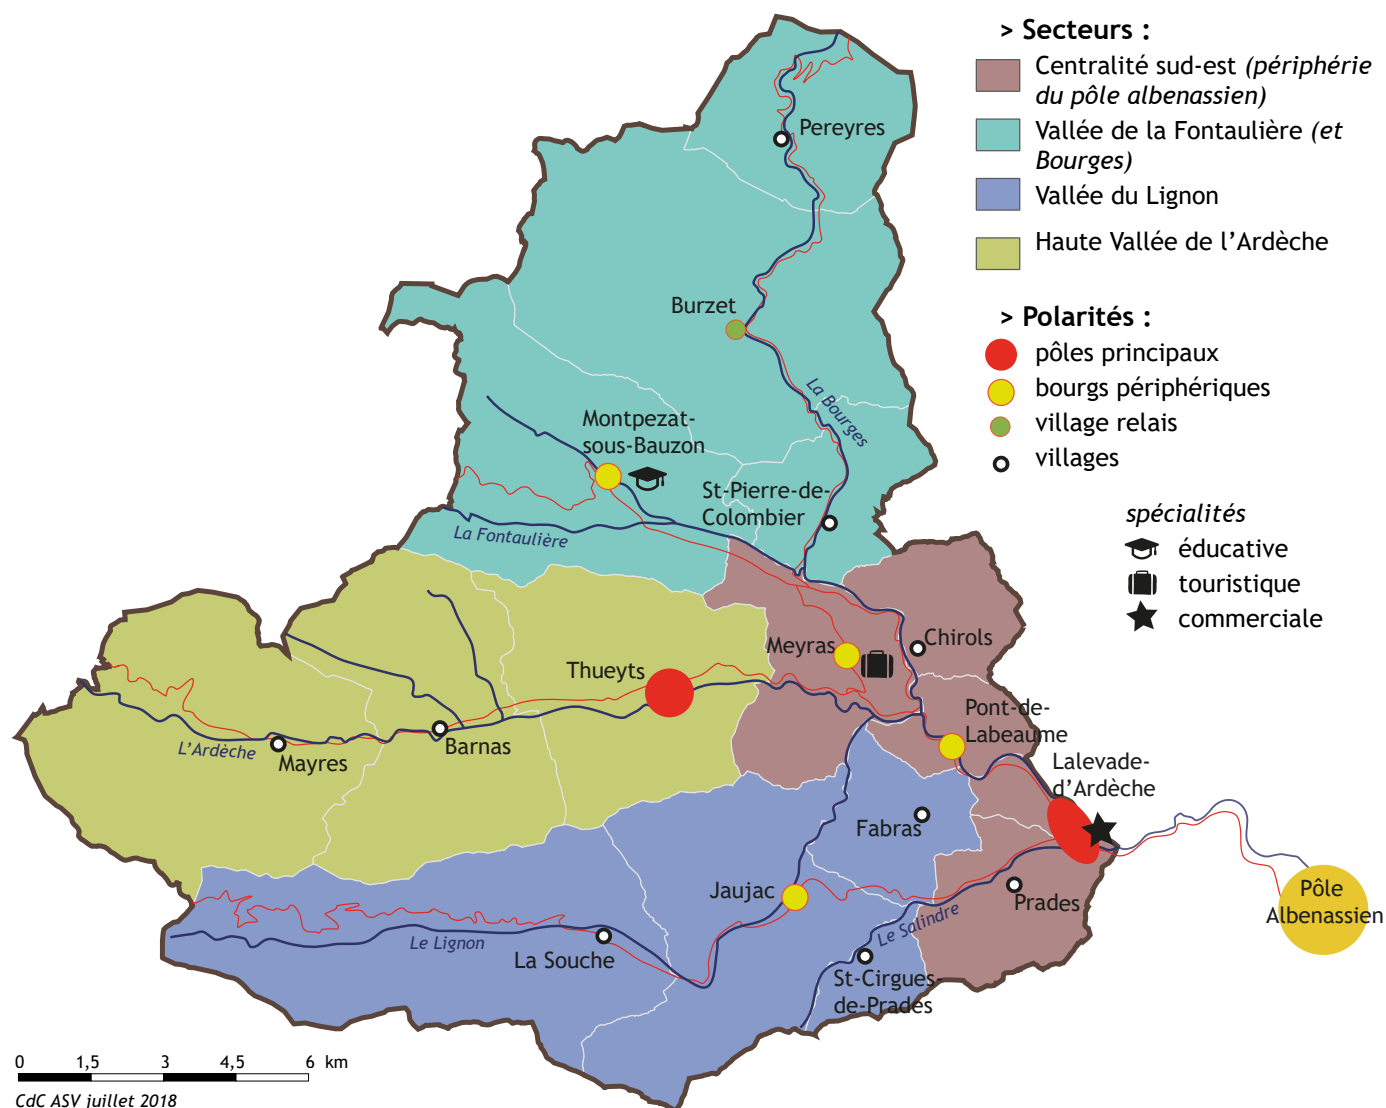 > Secteurs :
Centralité sud-est (périphérie
du pôle albenassien)
Vallée de la Fontaulière (et
Bourges)
Vallée du Lignon
Haute Vallée de l'Ardèche
> Polarités :
pôles principaux
bourgs périphériques
village relais
villages
spécialités
éducative
touristique
commerciale
Pereyres
Burzet
La Bourges
Montpezat-
sous-Bauzon
St-Pierre-de-
Colombier
La Fontaulière
Meyras
Chirols
Thueyts
Pont-de-
Labeaume
L'Ardèche
Mayres
Barnas
Lalevade-
d'Ardèche
Fabras
Jaujac
Prades
Pôle
Albenassien
Le Salindre
Le Lignon
La Souche
St-Cirgues-
de-Prades
0 1,5 3 4,5 6 km
CdC ASV juillet 2018